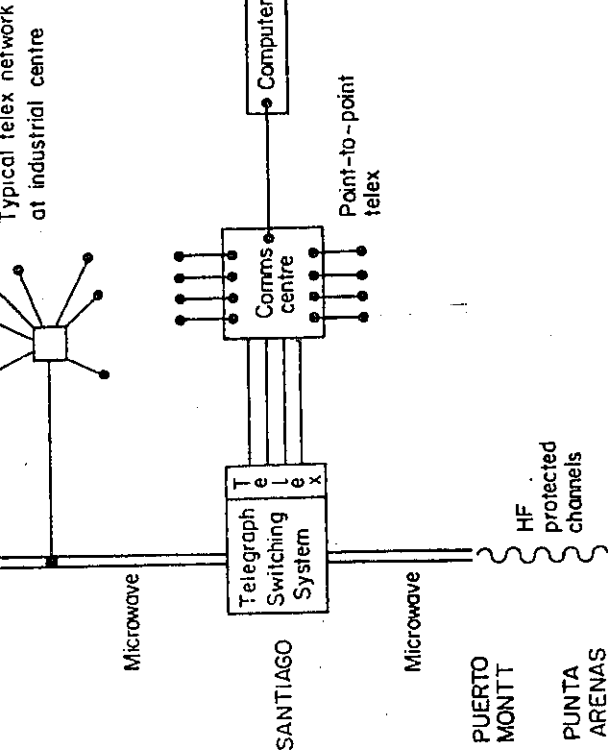 Typical telex network
at industrial centre
Computer
Comms
centre
Point-to-point
telex
Microwave
Telegraph
Switching
System
Telex
SANTIAGO
Microwave
HF
protected
channels
PUERTO
MONTT
PUNTA
ARENAS